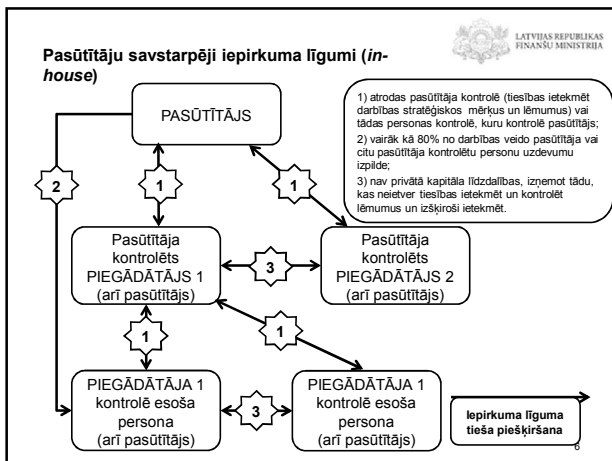 LATVIJAS REPUBLIKAS
FINANŠU MINISTRIJA
Pasūtītāju savstarpēji iepirkuma līgumi (in-
house)
PASŪTĪTĀJS
1) atrodas pasūtītāja kontrolē (tiesības ietekmēt
darbības stratēģiskos mērķus un lēmumus) vai
tādas personas kontrolē, kuru kontrolē pasūtītājs;
2) vairāk kā 80% no darbības veido pasūtītāja vai
citu pasūtītāja kontrolētu personu uzdevumu
izpilde;
3) nav privātā kapitāla līdzdalības, izņemot tādu,
kas neietver tiesības ietekmēt un kontrolēt
lēmumus un izšķiroši ietekmēt.
2
1
1
Pasūtītāja
kontrolēts
PIEGĀDĀTĀJS 1
(arī pasūtītājs)
3
Pasūtītāja
kontrolēts
PIEGĀDĀTĀJS 2
(arī pasūtītājs)
1
1
PIEGĀDĀTĀJA 1
kontrolē esoša
persona
(arī pasūtītājs)
3
PIEGĀDĀTĀJA 1
kontrolē esoša
persona
(arī pasūtītājs)
Iepirkuma līguma
tieša piešķiršana
6